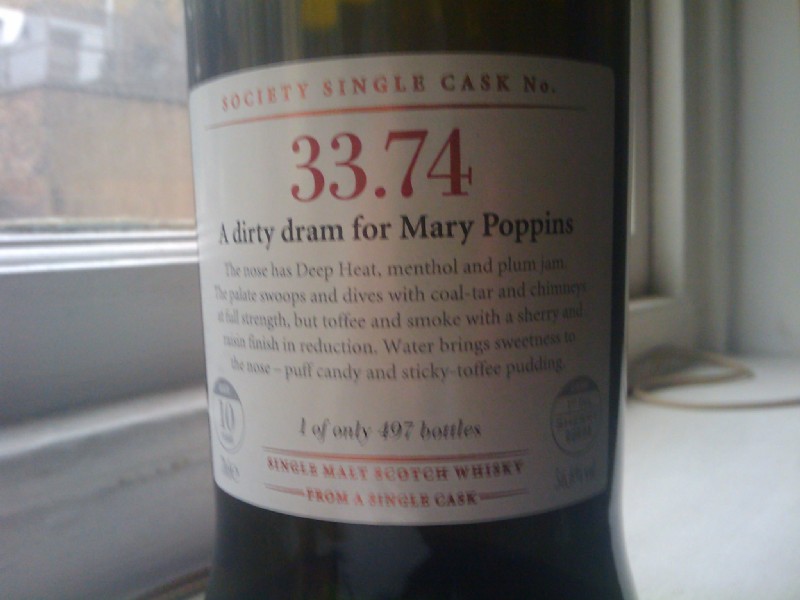 SOCIETY SINGLE CASK No.
33.74
A dirty dram for Mary Poppins
The nose has Deep Heat, menthol and plum jam.
The palate swoops and dives with coal-tar and chimneys
at full strength, but toffee and smoke with a sherry and
raisin finish in reduction. Water brings sweetness to
the nose – puff candy and sticky-toffee pudding.
10
1 of only 497 bottles
SINGLE MALT SCOTCH WHISKY
FROM A SINGLE CASK